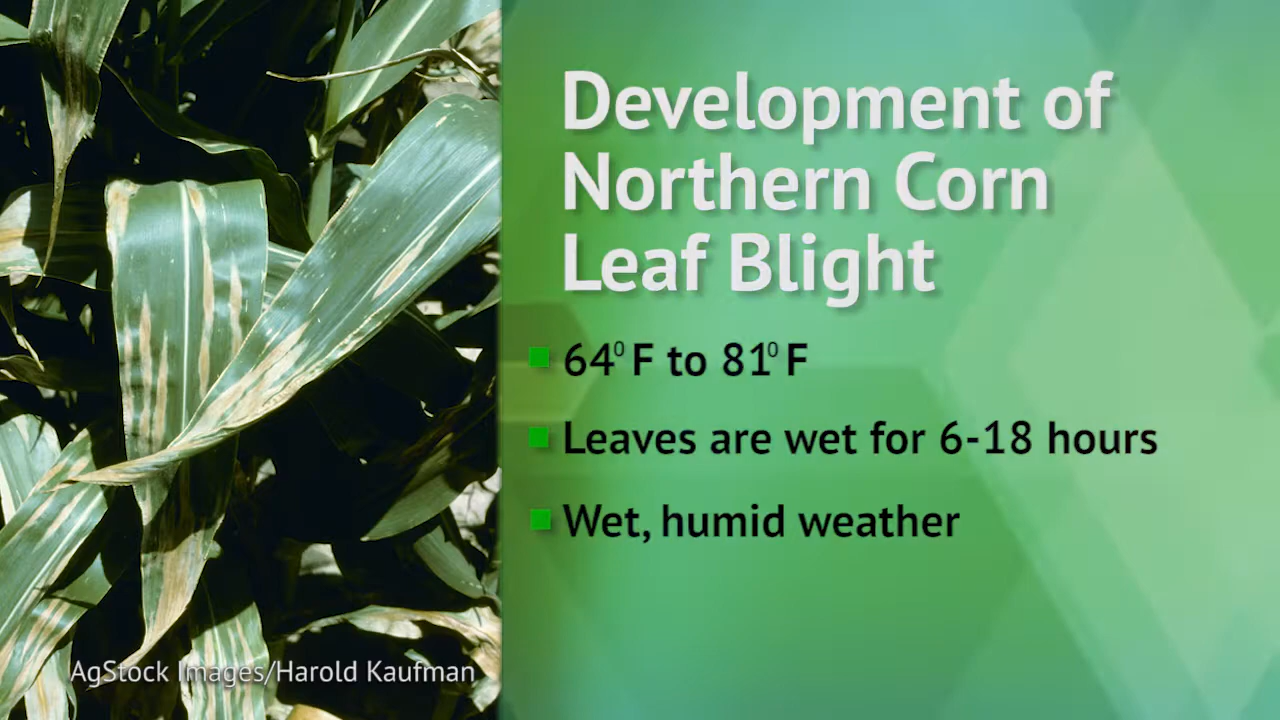 Development of
Northern Corn
Leaf Blight
64⁰ F to 81⁰ F
Leaves are wet for 6-18 hours
Wet, humid weather
AgStock Images/Harold Kaufman